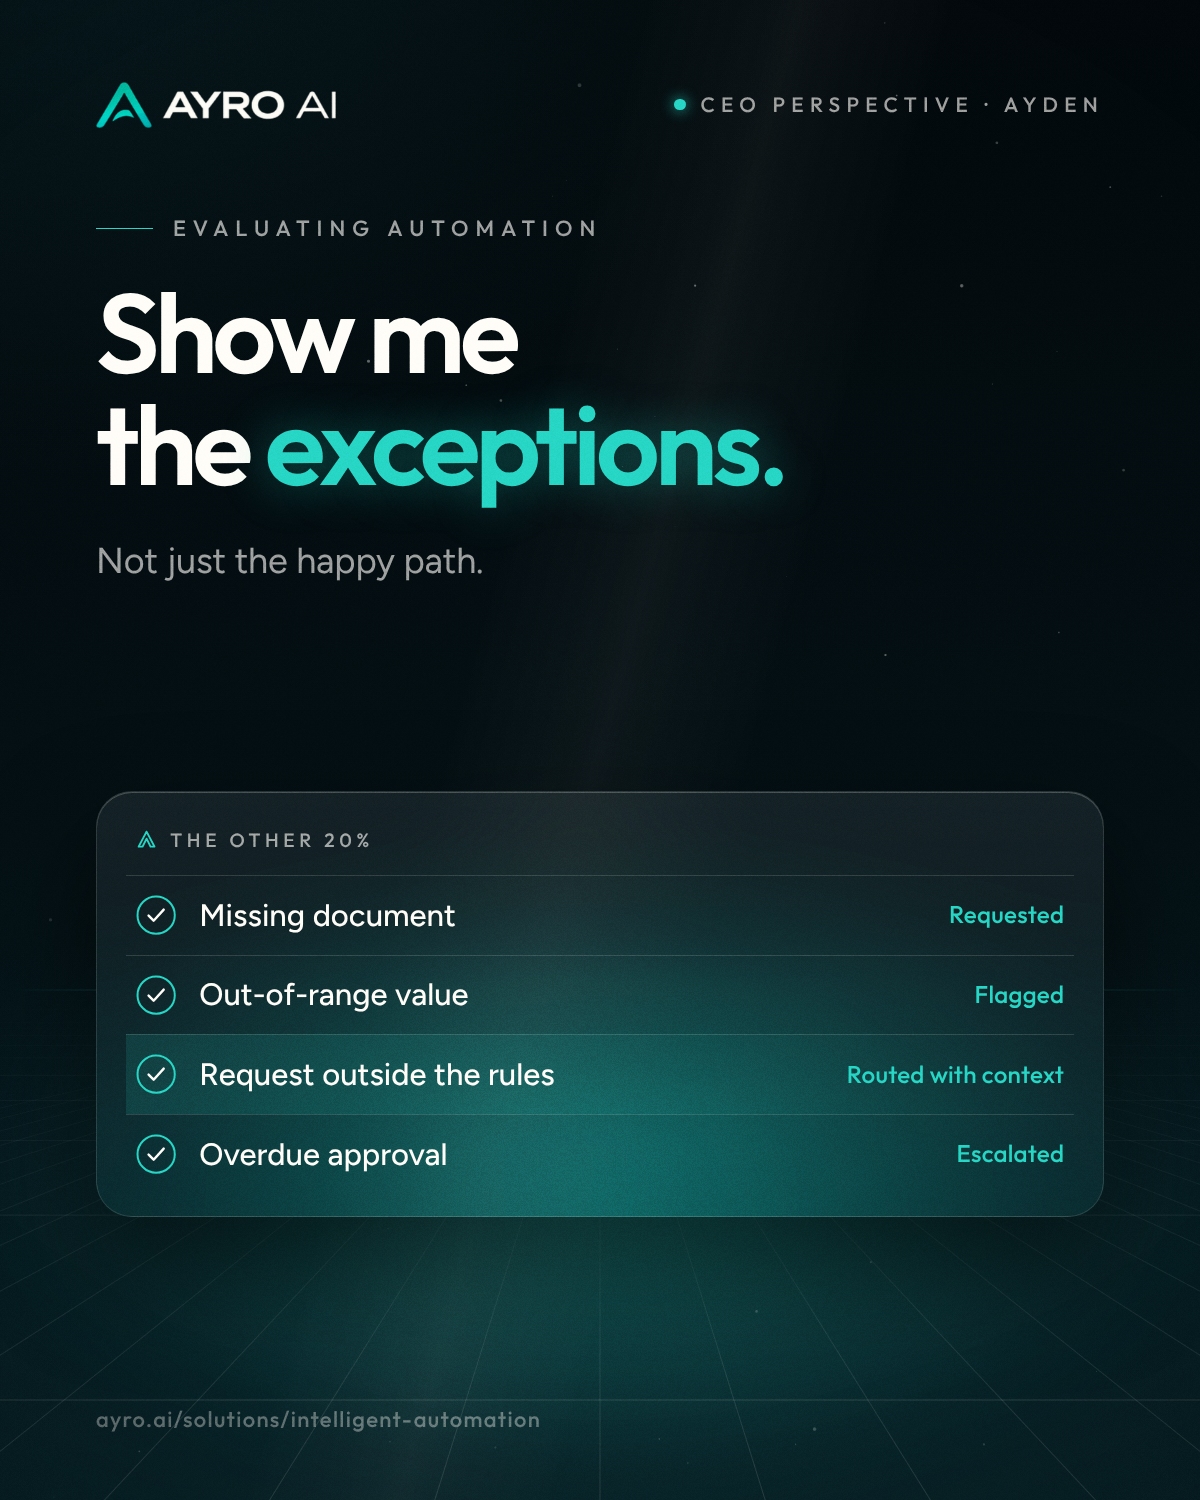 AYRO AI
CEO PERSPECTIVE · AYDEN
EVALUATING AUTOMATION
Show me
the exceptions.
Not just the happy path.
THE OTHER 20%
Missing document
Requested
Out-of-range value
Flagged
Request outside the rules
Routed with context
Overdue approval
Escalated
ayro.ai/solutions/intelligent-automation